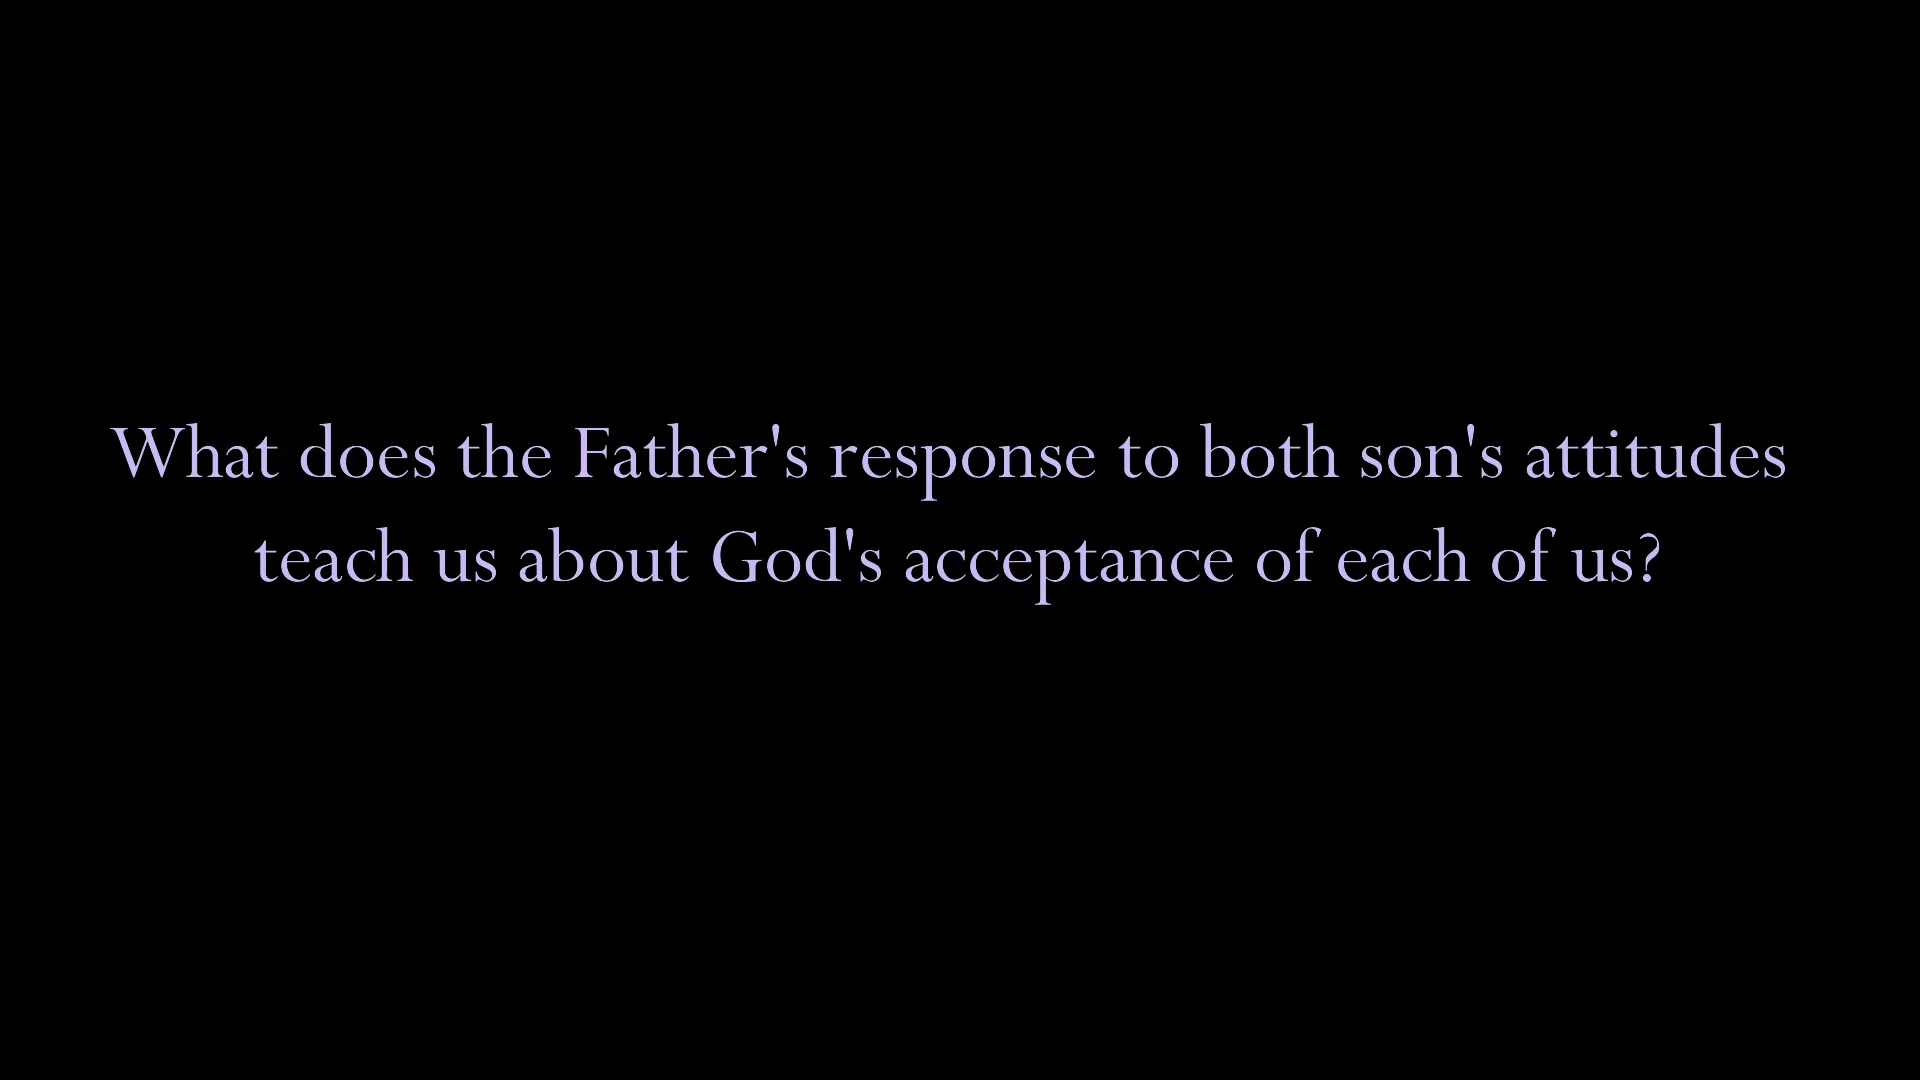 What does the Father's response to both son's attitudes
teach us about God's acceptance of each of us?